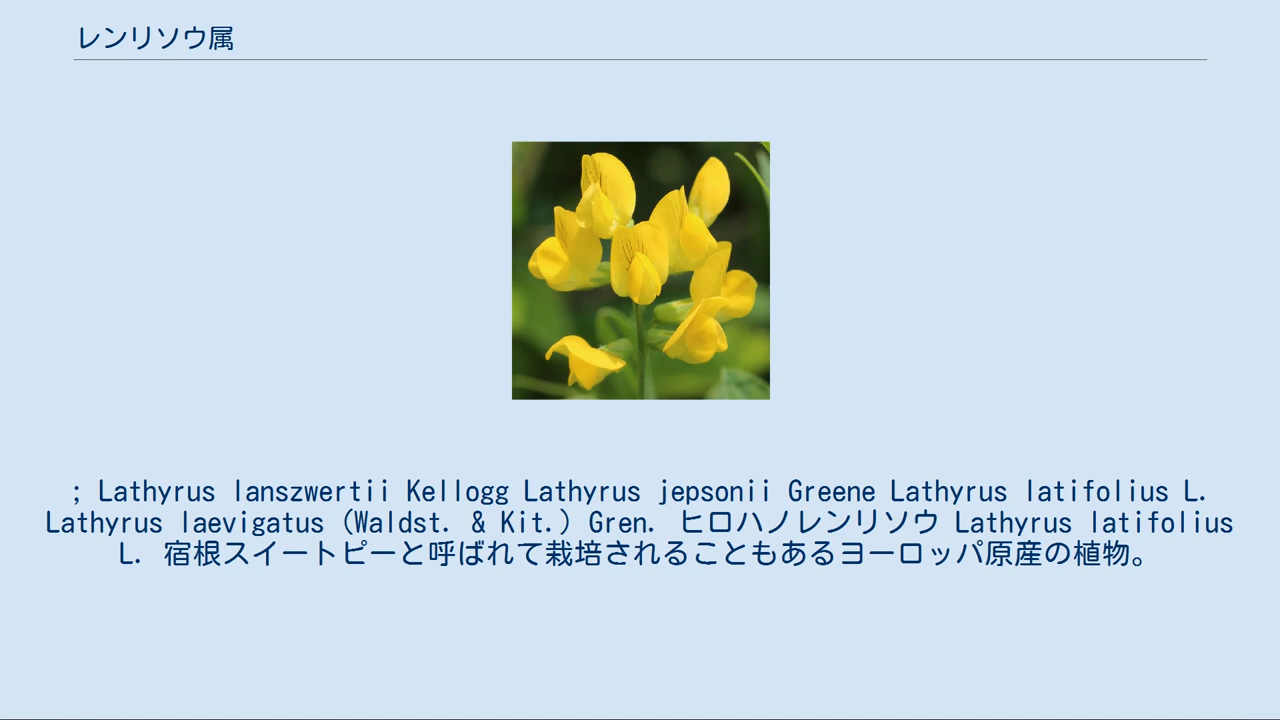 レンリソウ属
; Lathyrus lanszwertii Kellogg Lathyrus jepsonii Greene Lathyrus latifolius L.
Lathyrus laevigatus (Waldst. & Kit.) Gren. ヒロハノレンリソウ Lathyrus latifolius
L. 宿根スイートピーと呼ばれて栽培されることもあるヨーロッパ原産の植物。